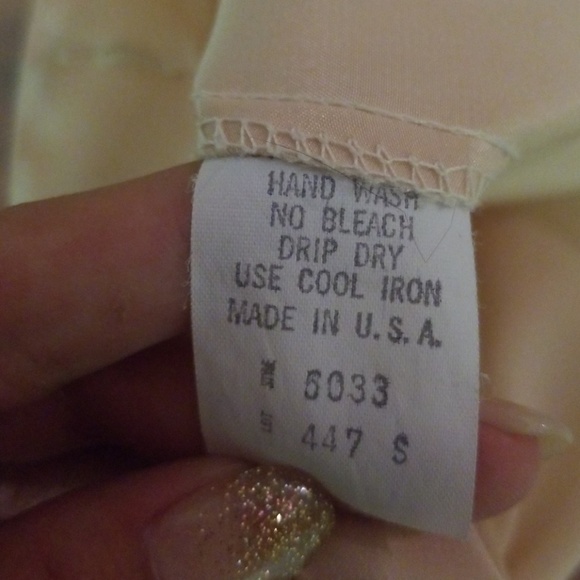 HAND WASH
NO BLEACH
DRIP DRY
USE COOL IRON
MADE IN U.S.A.
6033
447 S